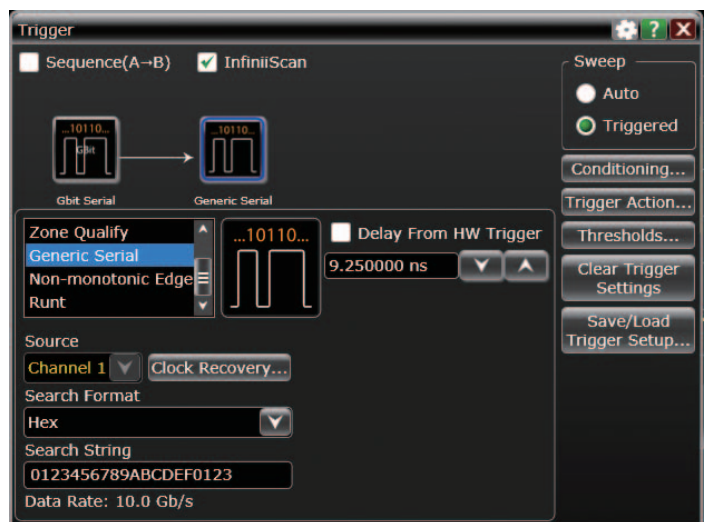 Trigger
?
X
Sequence(A→B)
InfiniiScan
Sweep
Auto
Triggered
...10110...
GBit
...10110...
Gbit Serial
Generic Serial
Conditioning...
Trigger Action...
Thresholds...
Clear Trigger
Settings
Save/Load
Trigger Setup...
Zone Qualify
Generic Serial
Non-monotonic Edge
Runt
...10110...
Delay From HW Trigger
9.250000 ns
Source
Channel 1
Clock Recovery...
Search Format
Hex
Search String
0123456789ABCDEF0123
Data Rate: 10.0 Gb/s